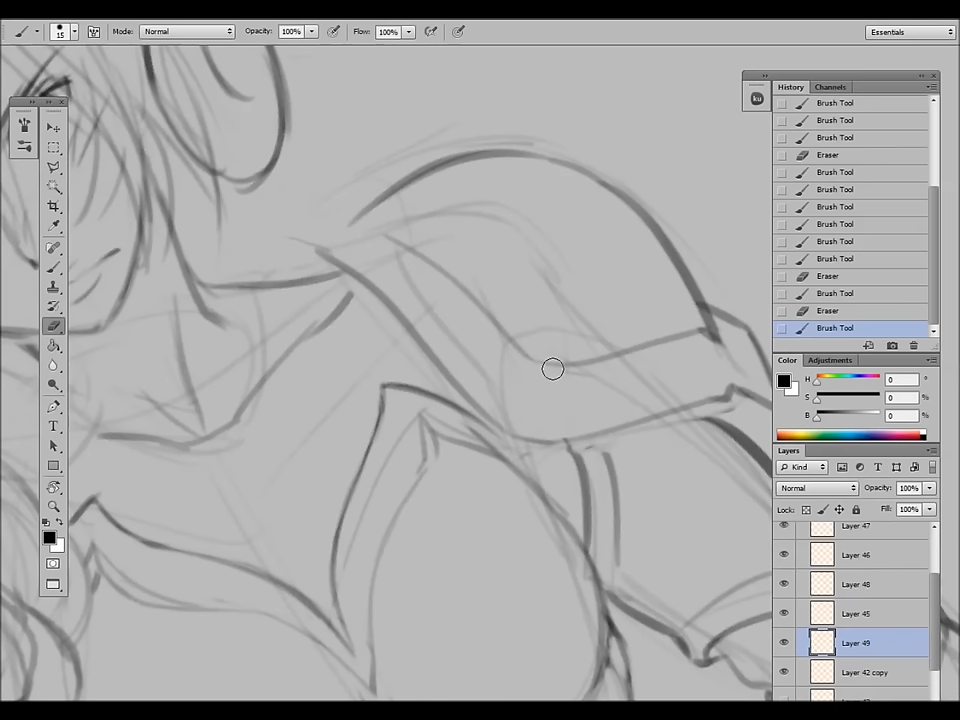 15 Mode: Normal Opacity: 100% Flow: 100% Essentials
History Channels
ku
Brush Tool
Brush Tool
Brush Tool
Eraser
Brush Tool
Brush Tool
Brush Tool
Brush Tool
Brush Tool
Brush Tool
Eraser
Brush Tool
Eraser
Brush Tool
Color Adjustments
H 0 °
S 0 %
B 0 %
Layers
Kind
Normal Opacity: 100%
Lock: Fill: 100%
Layer 47
Layer 46
Layer 48
Layer 45
Layer 49
Layer 42 copy
T
T